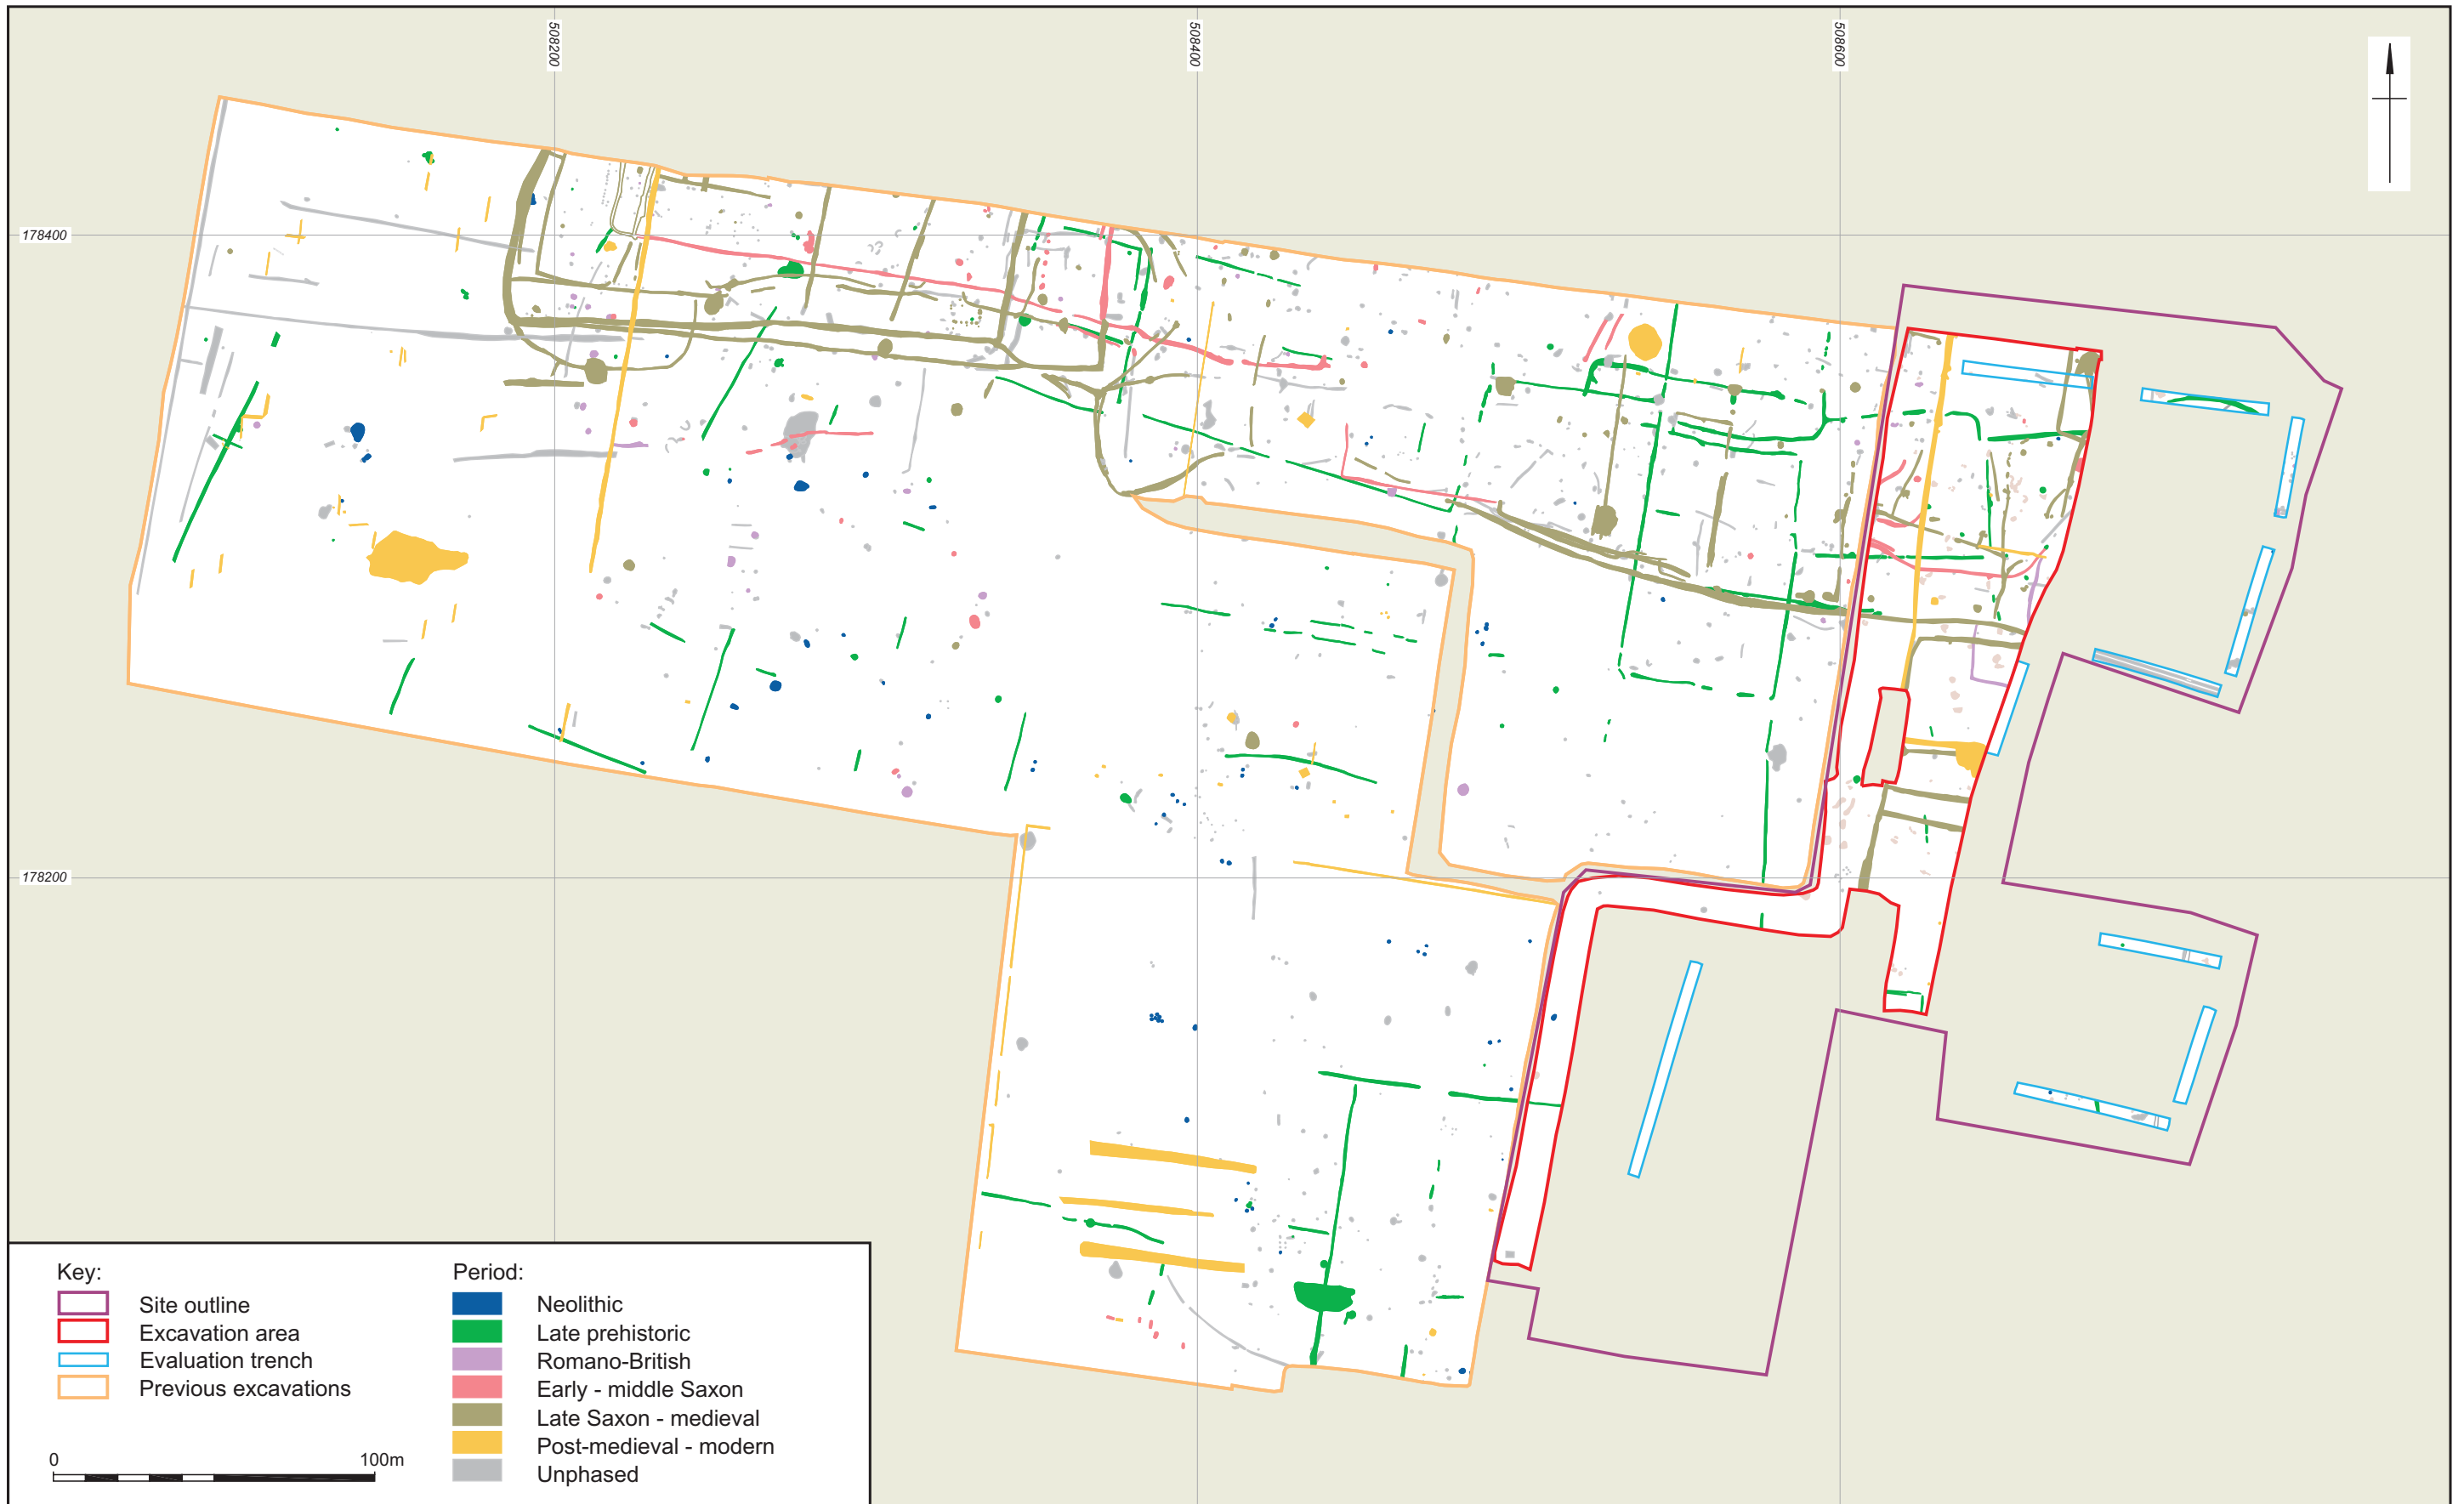 508200
508400
508600
178400
178200
Key:
Site outline
Excavation area
Evaluation trench
Previous excavations
0 100m
Period:
Neolithic
Late prehistoric
Romano-British
Early - middle Saxon
Late Saxon - medieval
Post-medieval - modern
Unphased